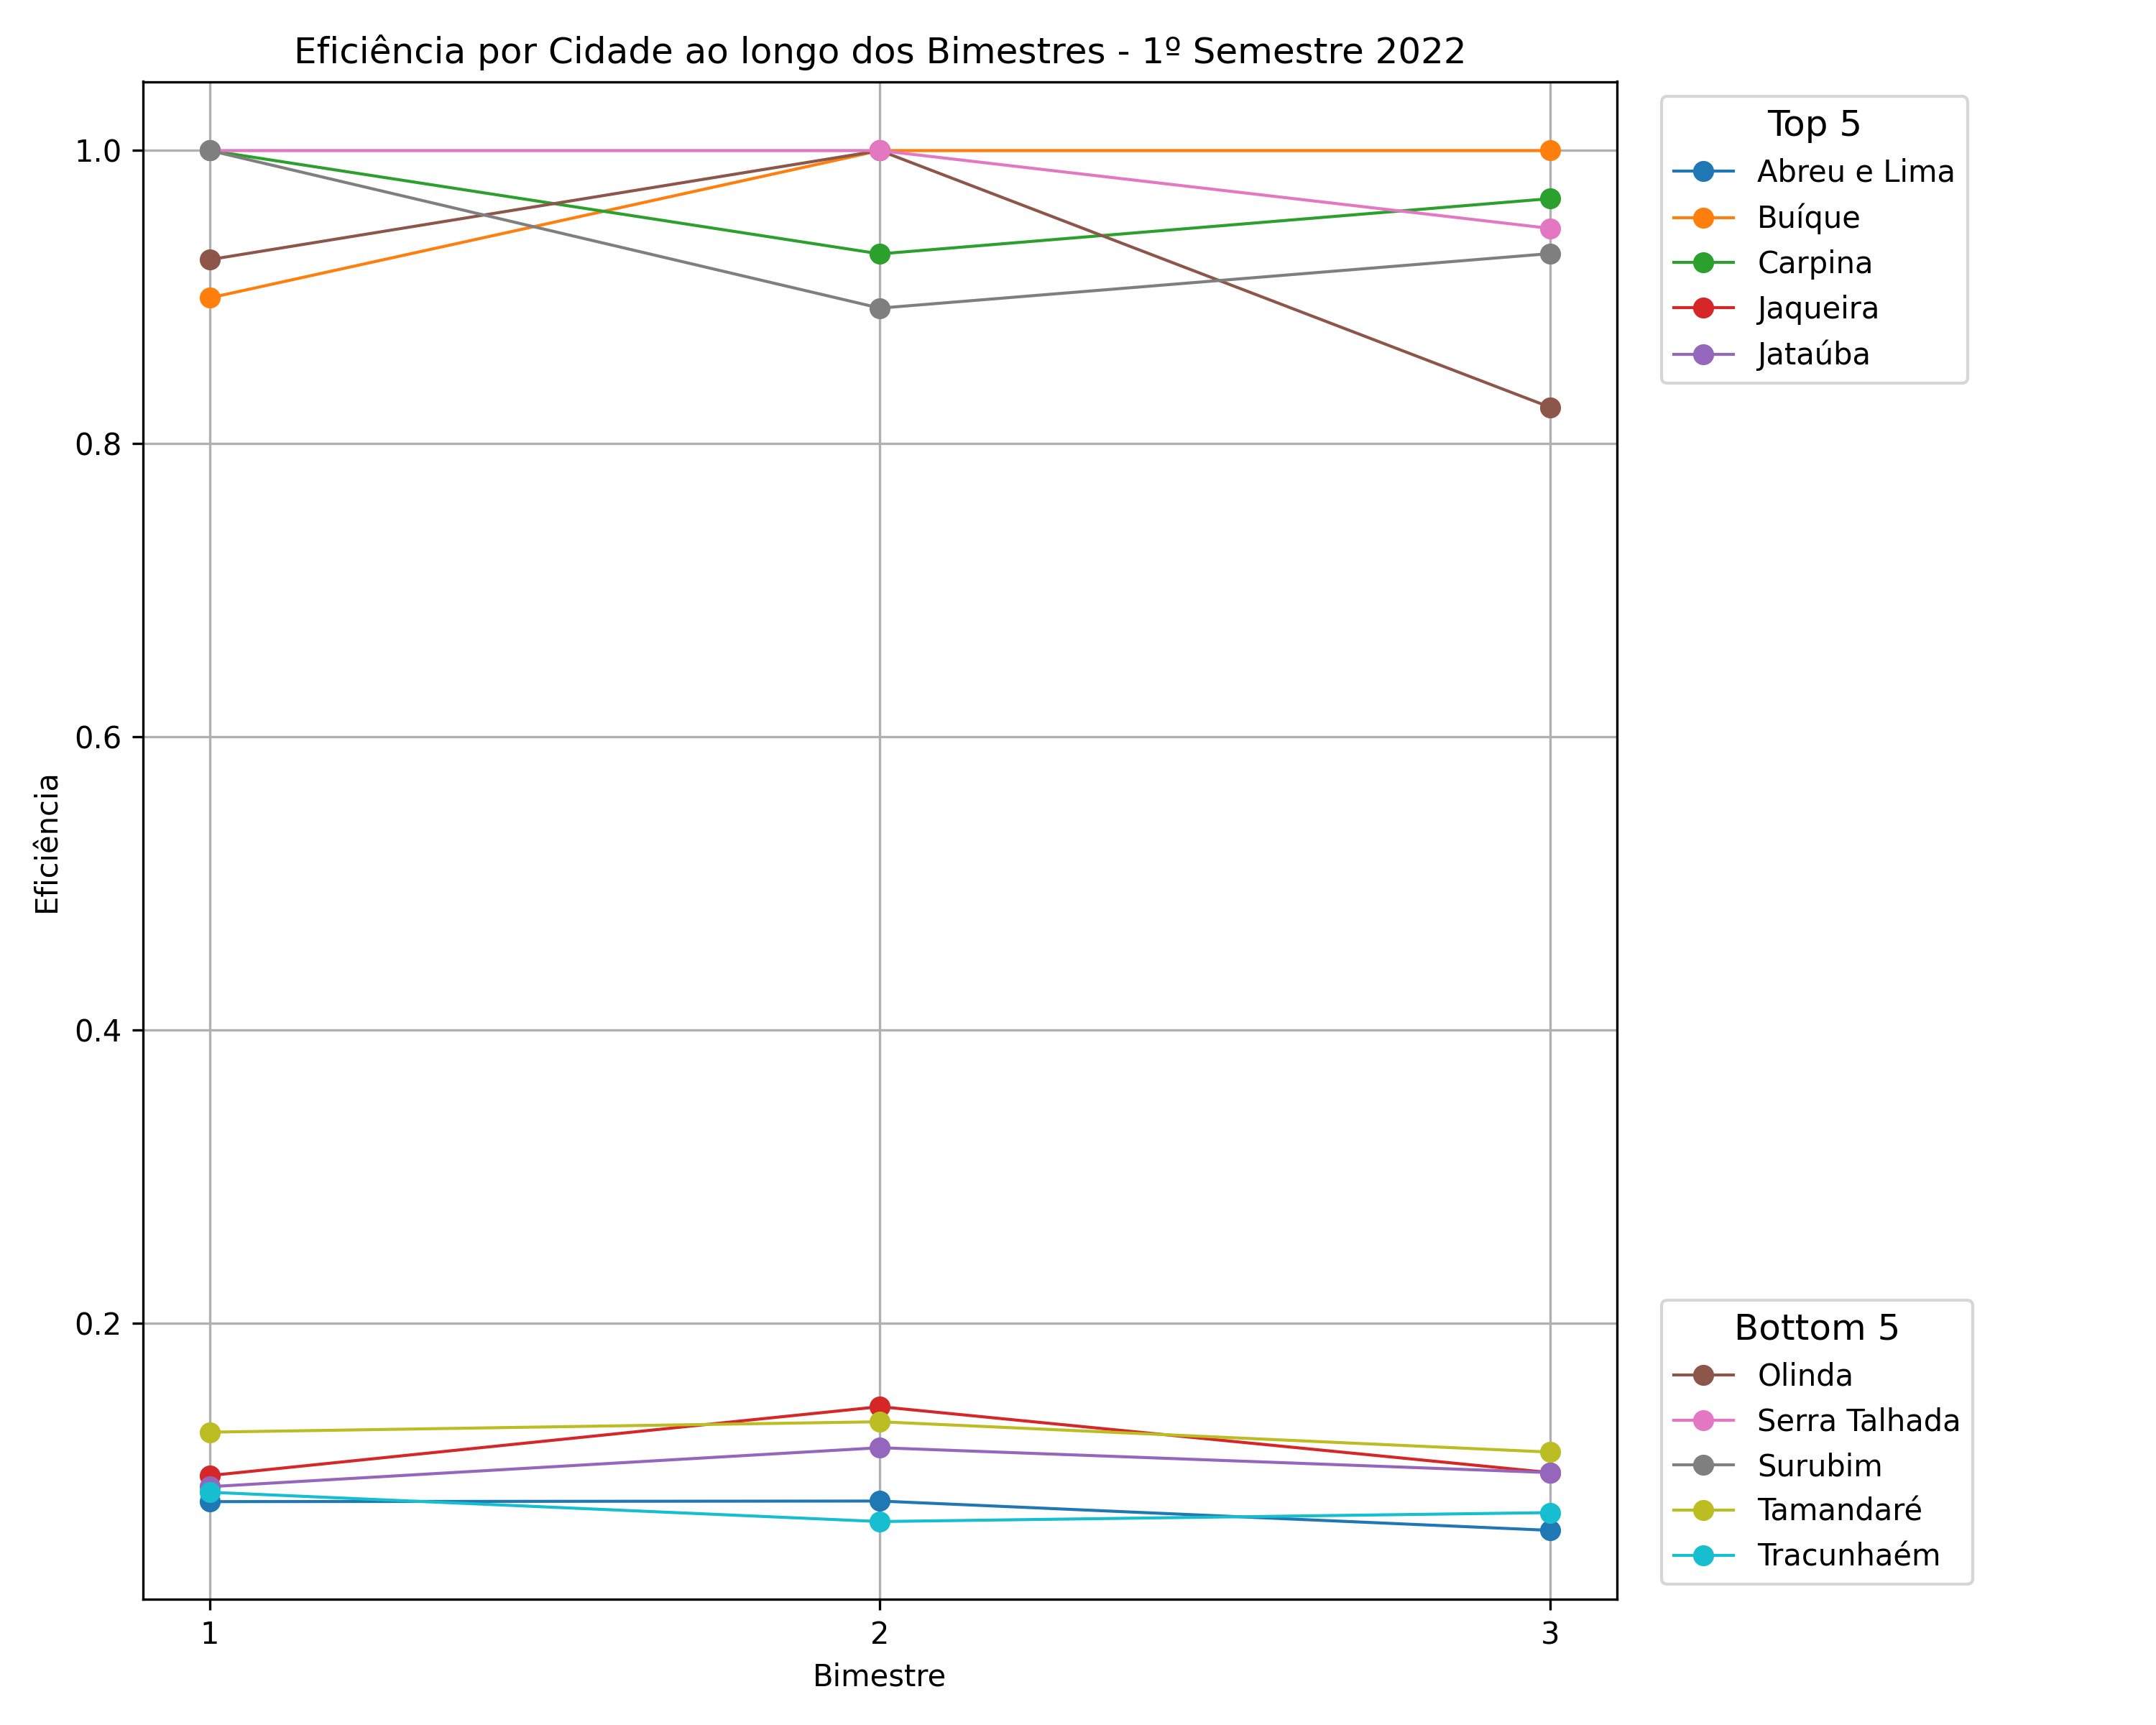 Eficiência por Cidade ao longo dos Bimestres - 1º Semestre 2022
Eficiência
1.0
0.8
0.6
0.4
0.2
1
2
3
Bimestre
Top 5
Abreu e Lima
Buíque
Carpina
Jaqueira
Jataúba
Bottom 5
Olinda
Serra Talhada
Surubim
Tamandaré
Tracunhaém